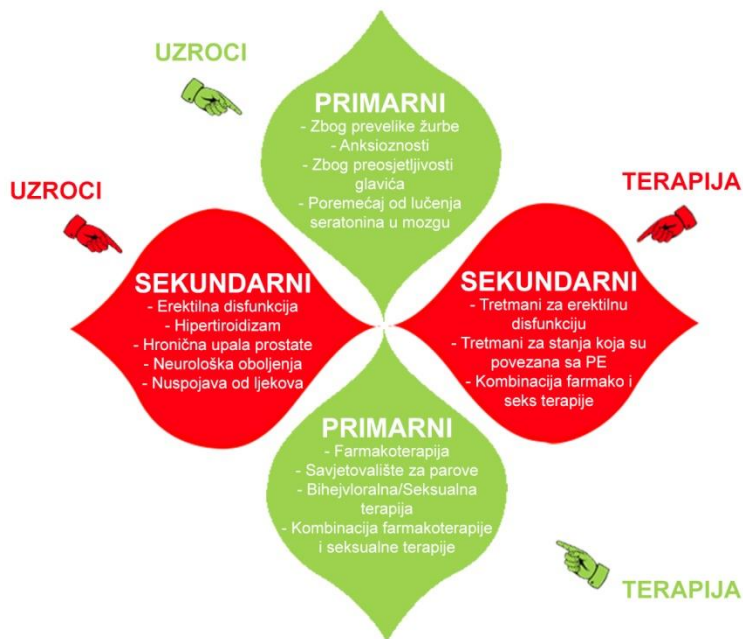 UZROCI
PRIMARNI
- Zbog prevelike žurbe
- Anksioznosti
- Zbog preosjetljivosti
glavića
- Poremećaj od lučenja
seratonina u mozgu
UZROCI
SEKUNDARNI
- Erektilna disfunkcija
- Hipertiroidizam
- Hronična upala prostate
- Neurološka oboljenja
- Nuspojava od ljekova
TERAPIJA
SEKUNDARNI
- Tretmani za erektilnu
disfunkciju
- Tretmani za stanja koja su
povezana sa PE
- Kombinacija farmako i
seks terapije
PRIMARNI
- Farmakoterapija
- Savjetovalište za parove
- Bihejvloralna/Seksualna
terapija
- Kombinacija farmakoterapije
i seksualne terapije
TERAPIJA